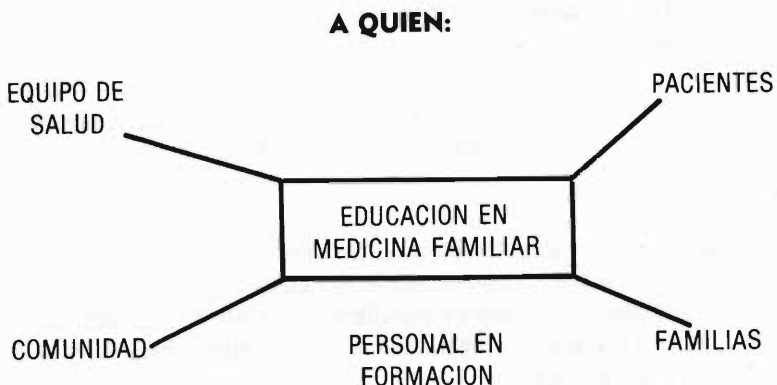 A QUIEN:
EQUIPO DE
SALUD
PACIENTES
EDUCACION EN
MEDICINA FAMILIAR
COMUNIDAD
PERSONAL EN
FORMACION
FAMILIAS